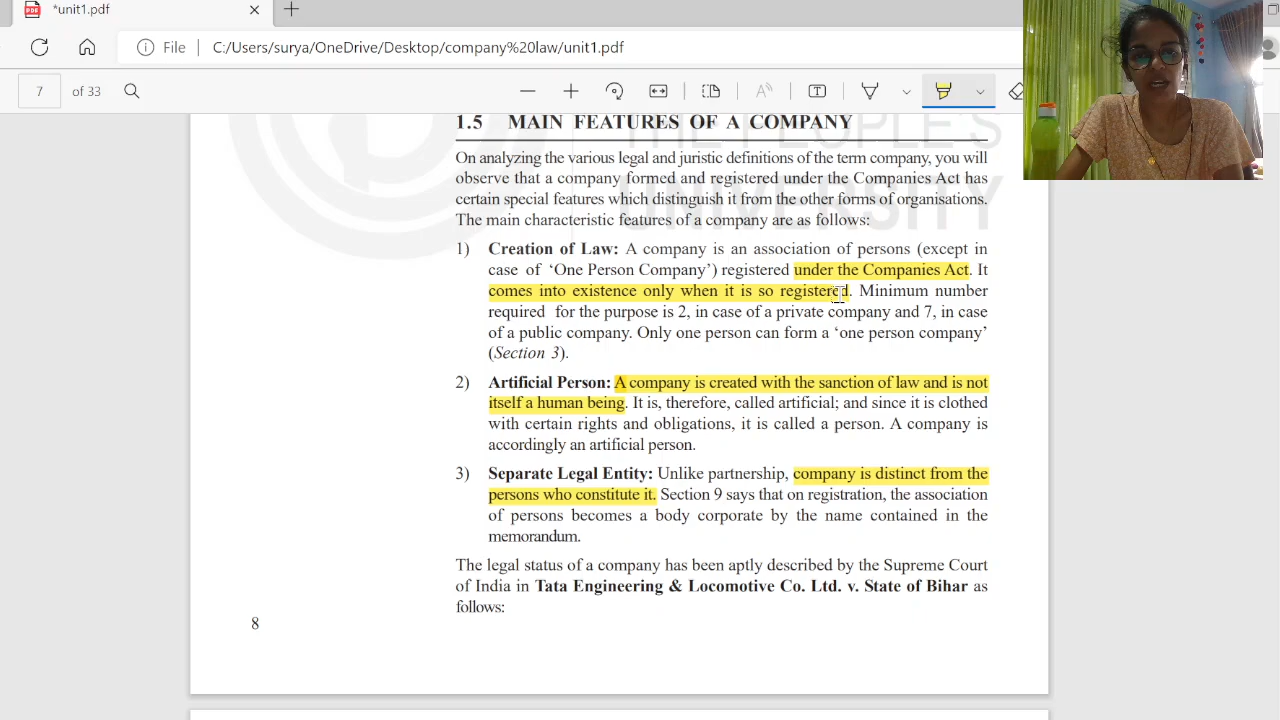 *unit1.pdf
File
C:/Users/surya/OneDrive/Desktop/company%20law/unit1.pdf
7 of 33
THE PEOPLE'S
UNIVERSITY
1.5 MAIN FEATURES OF A COMPANY
On analyzing the various legal and juristic definitions of the term company, you will
observe that a company formed and registered under the Companies Act has
certain special features which distinguish it from the other forms of organisations.
The main characteristic features of a company are as follows:
1) Creation of Law: A company is an association of persons (except in
case of ‘One Person Company’) registered under the Companies Act. It
comes into existence only when it is so registered. Minimum number
required for the purpose is 2, in case of a private company and 7, in case
of a public company. Only one person can form a ‘one person company’
(Section 3).
2) Artificial Person: A company is created with the sanction of law and is not
itself a human being. It is, therefore, called artificial; and since it is clothed
with certain rights and obligations, it is called a person. A company is
accordingly an artificial person.
3) Separate Legal Entity: Unlike partnership, company is distinct from the
persons who constitute it. Section 9 says that on registration, the association
of persons becomes a body corporate by the name contained in the
memorandum.
The legal status of a company has been aptly described by the Supreme Court
of India in Tata Engineering & Locomotive Co. Ltd. v. State of Bihar as
follows:
8